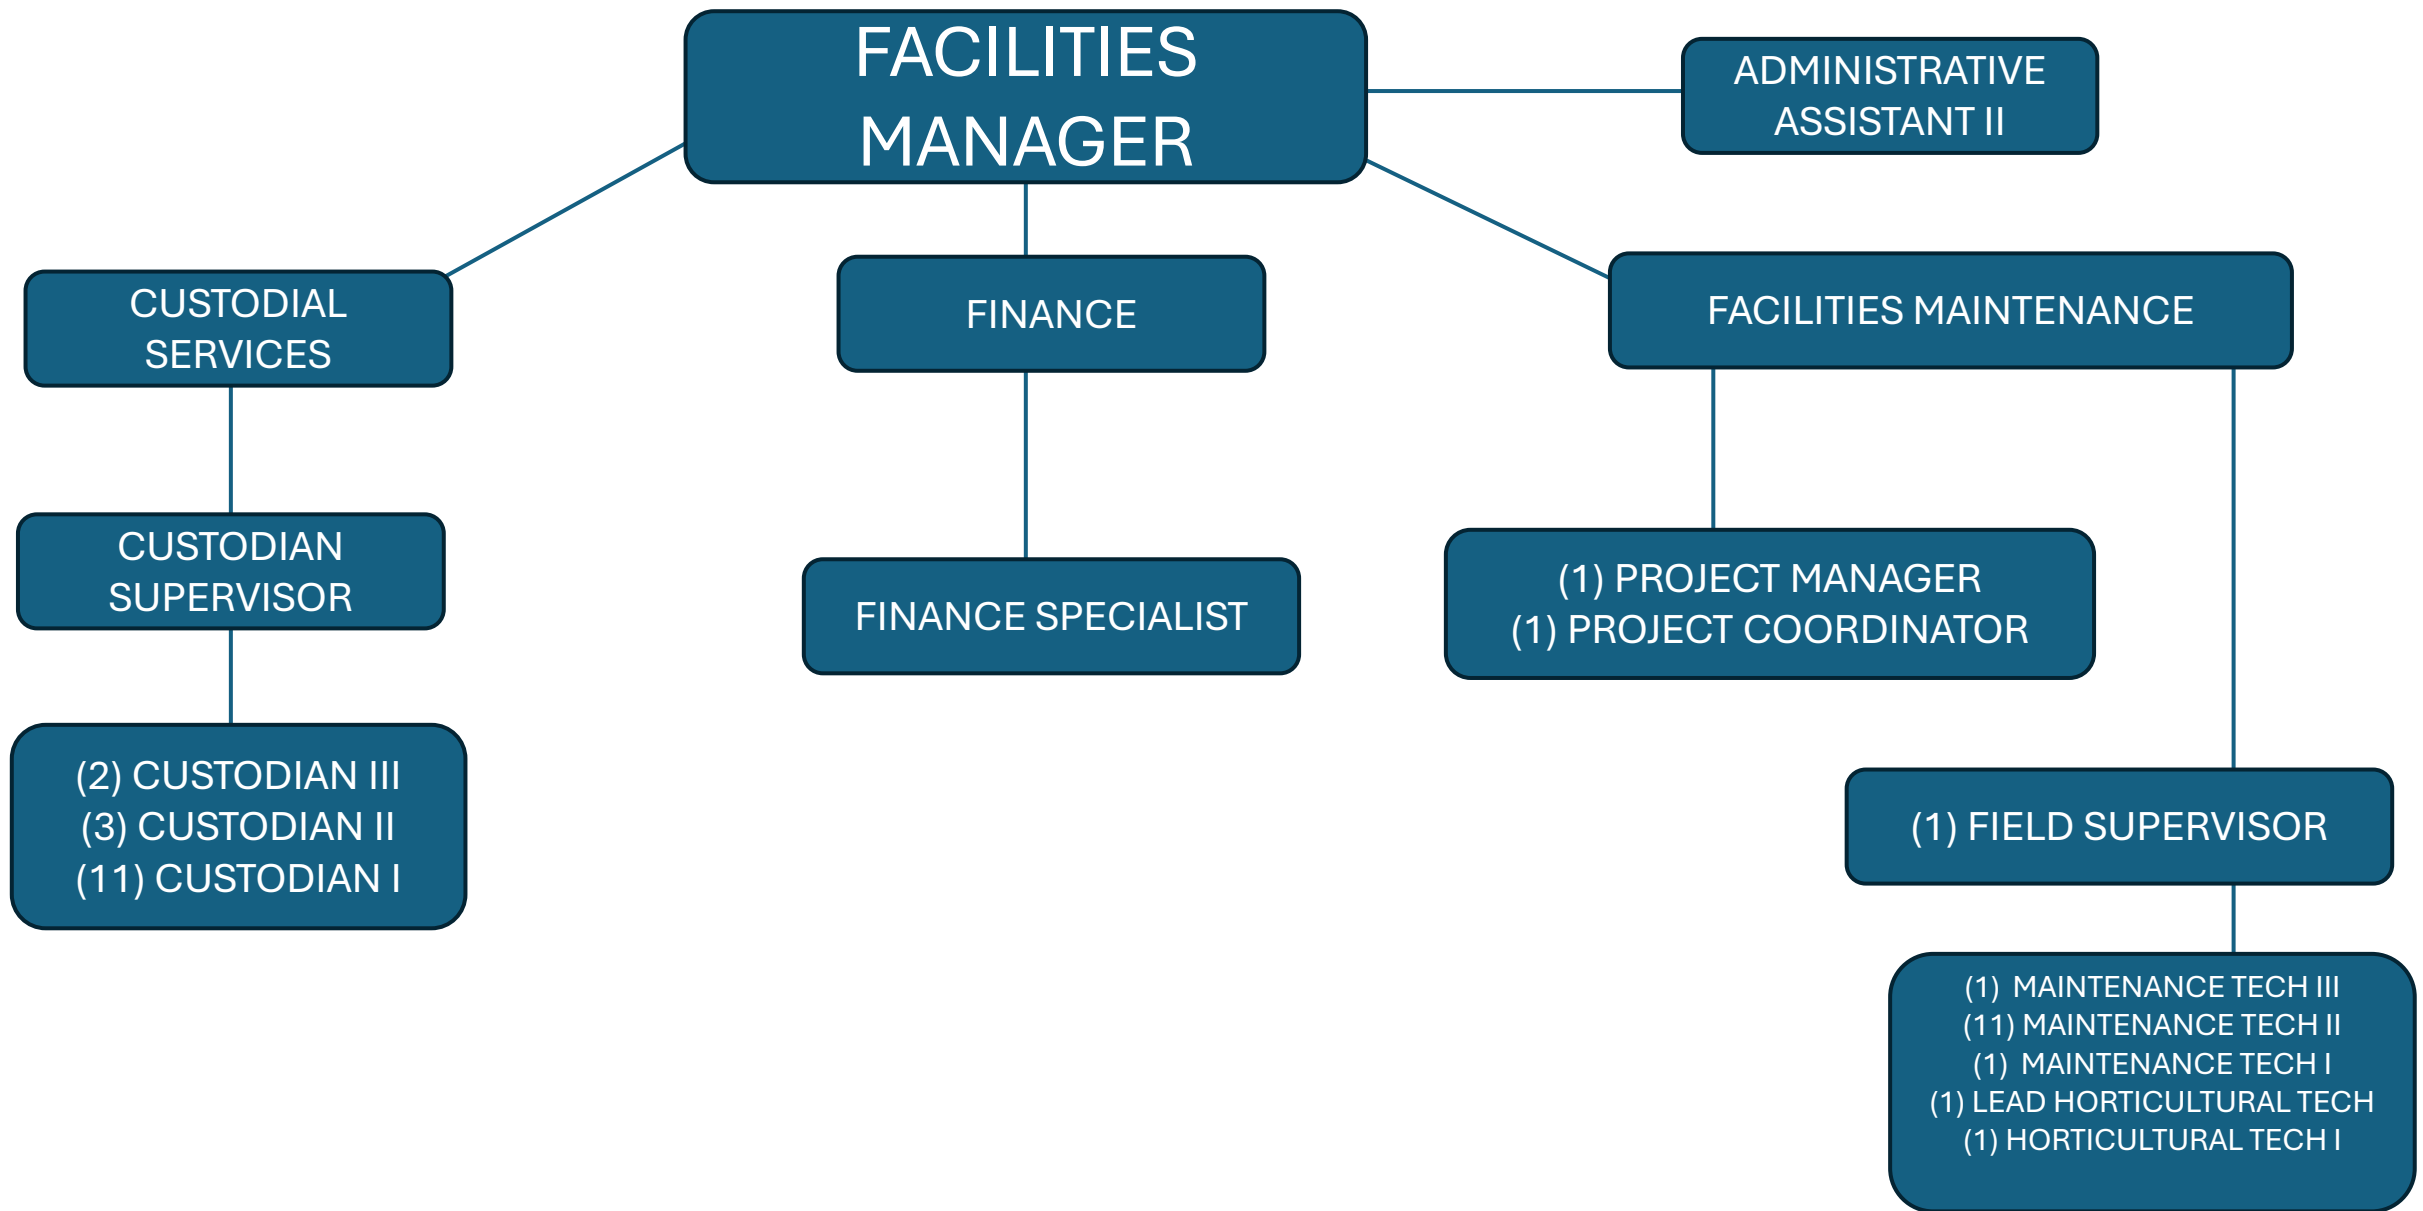 FACILITIES
MANAGER
ADMINISTRATIVE
ASSISTANT II
CUSTODIAL
SERVICES
FINANCE
FACILITIES MAINTENANCE
CUSTODIAN
SUPERVISOR
FINANCE SPECIALIST
(1) PROJECT MANAGER
(1) PROJECT COORDINATOR
(2) CUSTODIAN III
(3) CUSTODIAN II
(11) CUSTODIAN I
(1) FIELD SUPERVISOR
(1) MAINTENANCE TECH III
(11) MAINTENANCE TECH II
(1) MAINTENANCE TECH I
(1) LEAD HORTICULTURAL TECH
(1) HORTICULTURAL TECH I